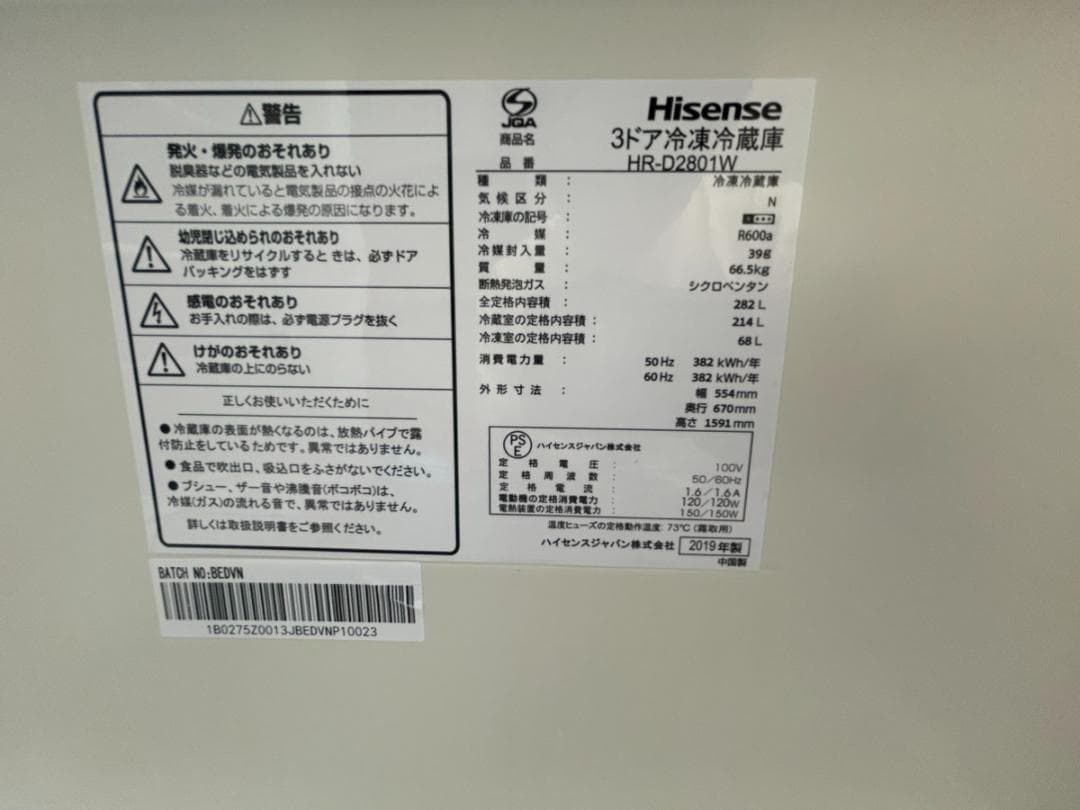 ⚠警告
発火・爆発のおそれあり
脱臭器などの電気製品を入れない
冷媒が漏れていると電気製品の接点の火花によ
る着火、着火による爆発の原因になります。
幼児閉じ込められのおそれあり
冷蔵庫をリサイクルすると きは、必ずドア
パッキングをはずす
感電のおそれあり
お手入れの際は、必ず電源プラグを抜く
けがのおそれあり
冷蔵庫の上にのらない
正しくお使いいただくために
●冷蔵庫の表面が熱くなるのは、放熱パイプで露
付防止をしているためです。異常ではありません。
●食品で吹出口、吸込口をふさがないでください。
●プシュー、ザー音や沸騰音(ボコボコ)は、
冷媒(ガス)の流れる音で、異常ではありません。
詳しくは取扱説明書をご参照ください。
JQA
Hisense
商品名 3ドア冷凍冷蔵庫
品番 HR-D2801W
種類 : 冷凍冷蔵庫
気候区分 : N
冷凍庫の記号 :
冷媒 : R600a
冷媒封入量 : 39g
質量 : 66.5kg
断熱発泡ガス : シクロペンタン
全定格内容積 : 282 L
冷蔵室の定格内容積 : 214 L
冷凍室の定格内容積 : 68 L
消費電力量 : 50 Hz 382 kWh/年
60 Hz 382 kWh/年
外形寸法 : 幅 554mm
奥行 670mm
高さ 1591mm
PSE ハイセンスジャパン株式会社
定格電圧 : 100V
定格周波数 : 50/60Hz
定格電流 : 1.6/1.6A
電動機の定格消費電力 : 120/120W
電熱装置の定格消費電力 : 150/150W
温度ヒューズの定格動作温度: 73℃(霜取用)
ハイセンスジャパン株式会社 2019年製
中国製
BATCH NO:BEDVN
1B0275Z0013JBEDVNP10023